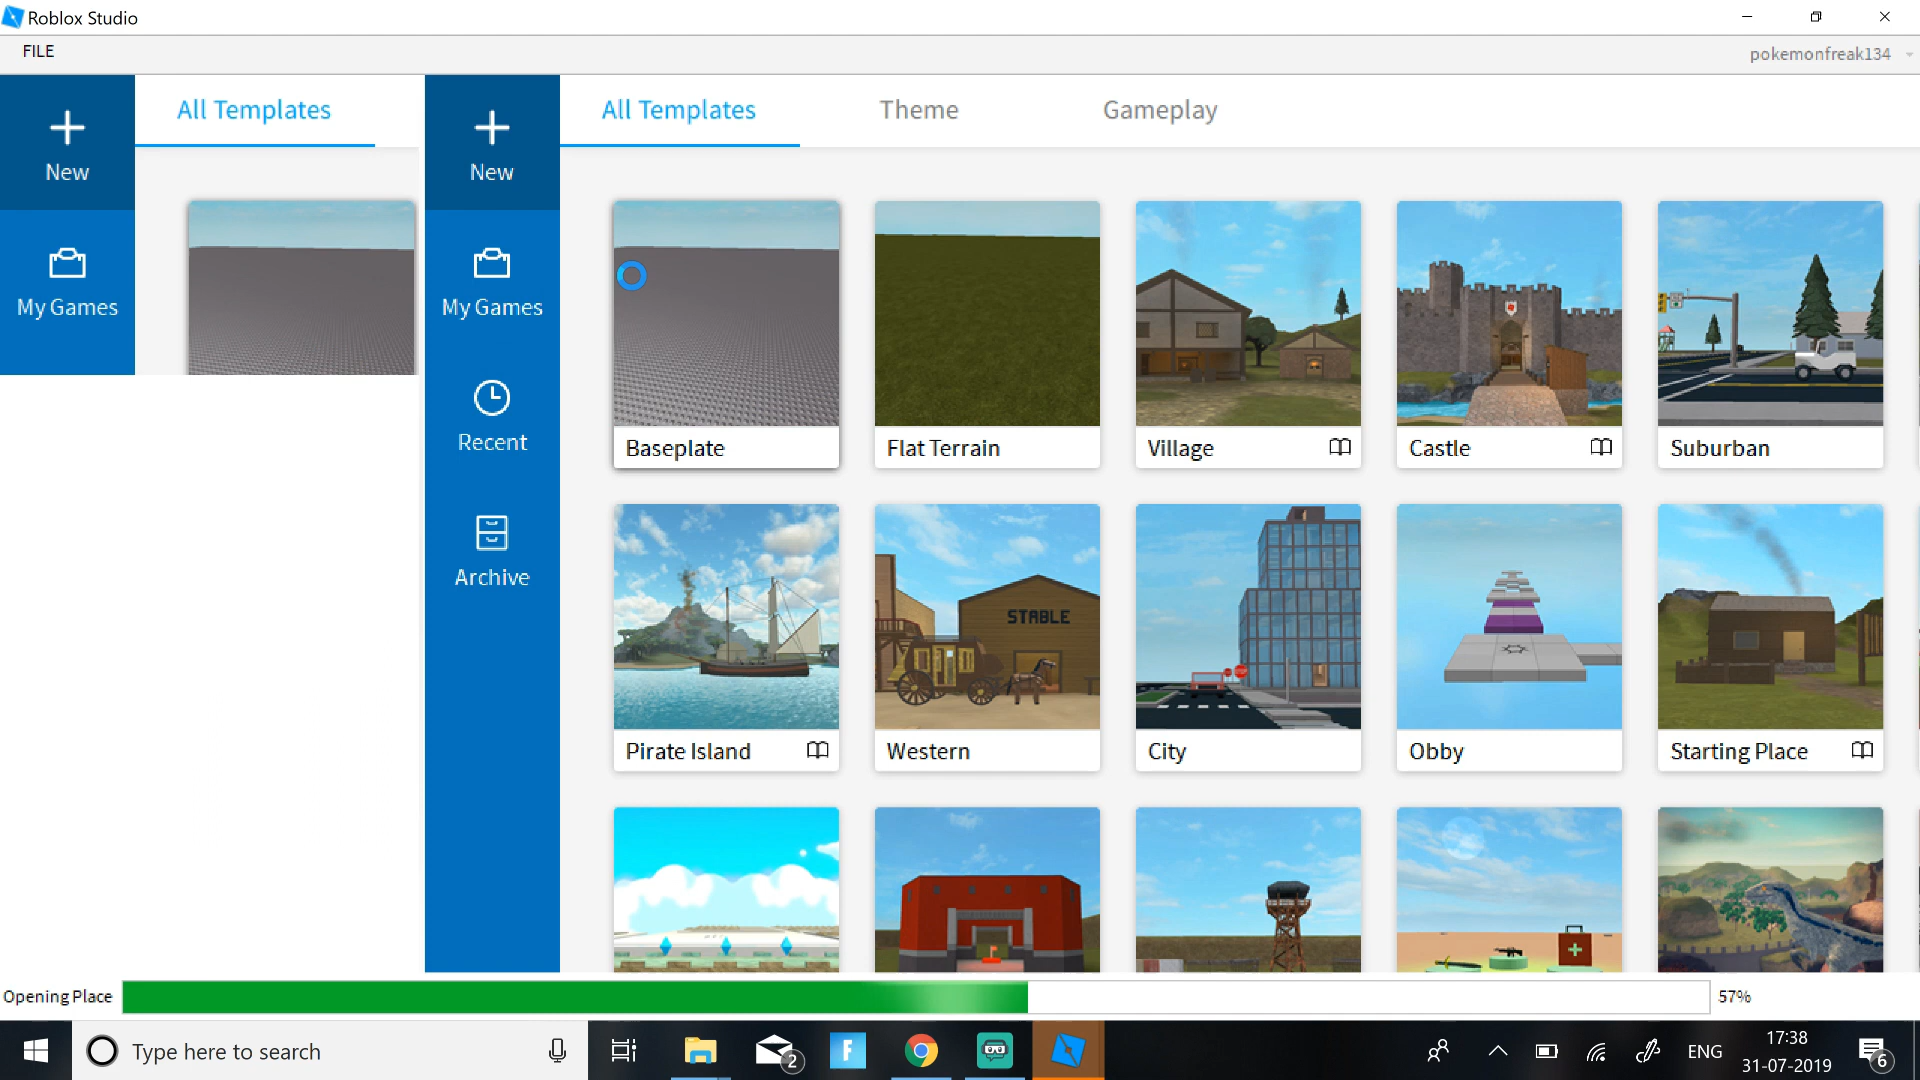 Roblox Studio
FILE
pokemonfreak134
New
My Games
All Templates
New
My Games
Recent
Archive
All Templates
Theme
Gameplay
Baseplate
Flat Terrain
Village
Castle
Suburban
STABLE
Pirate Island
Western
City
Obby
Starting Place
Opening Place
57%
Type here to search
2
F
ENG
17:38
31-07-2019
6